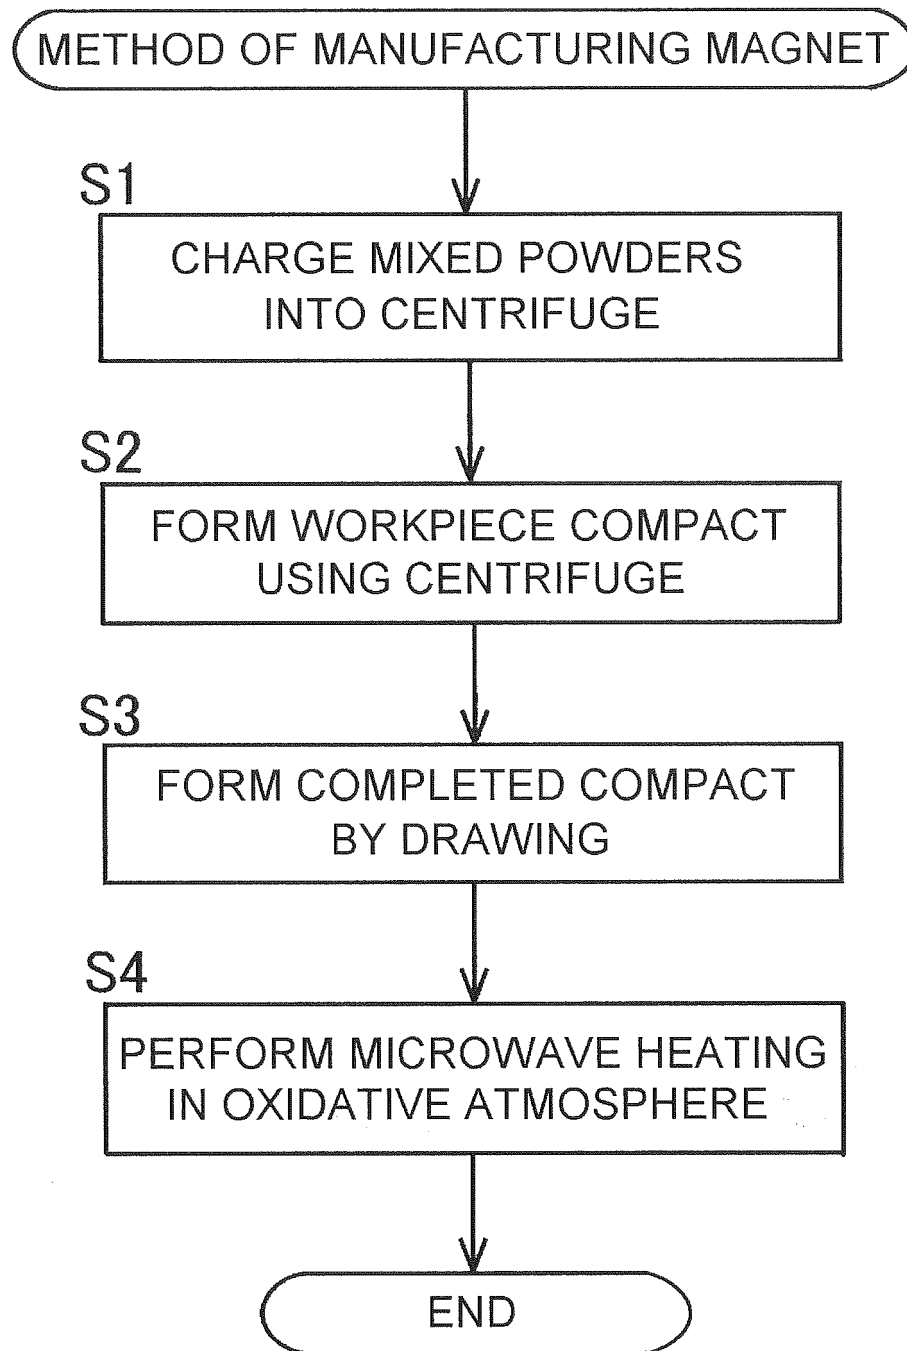 METHOD OF MANUFACTURING MAGNET
S1
CHARGE MIXED POWDERS
INTO CENTRIFUGE
S2
FORM WORKPIECE COMPACT
USING CENTRIFUGE
S3
FORM COMPLETED COMPACT
BY DRAWING
S4
PERFORM MICROWAVE HEATING
IN OXIDATIVE ATMOSPHERE
END